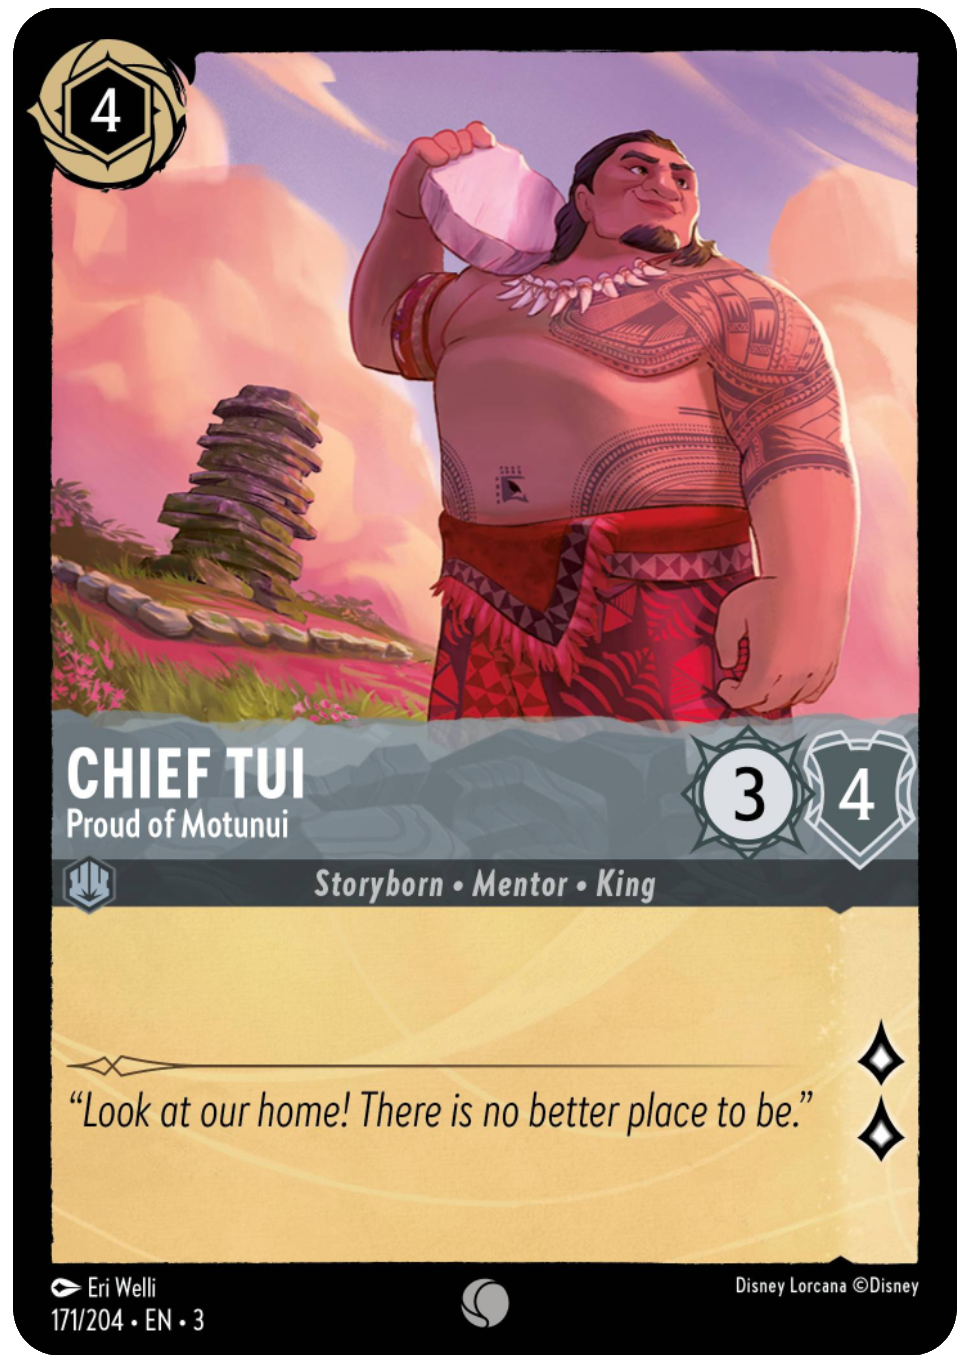 4
CHIEF TUI
Proud of Motunui
3 4
Storyborn • Mentor • King
“Look at our home! There is no better place to be.”
Eri Welli
171/204 • EN • 3
Disney Lorcana ©Disney